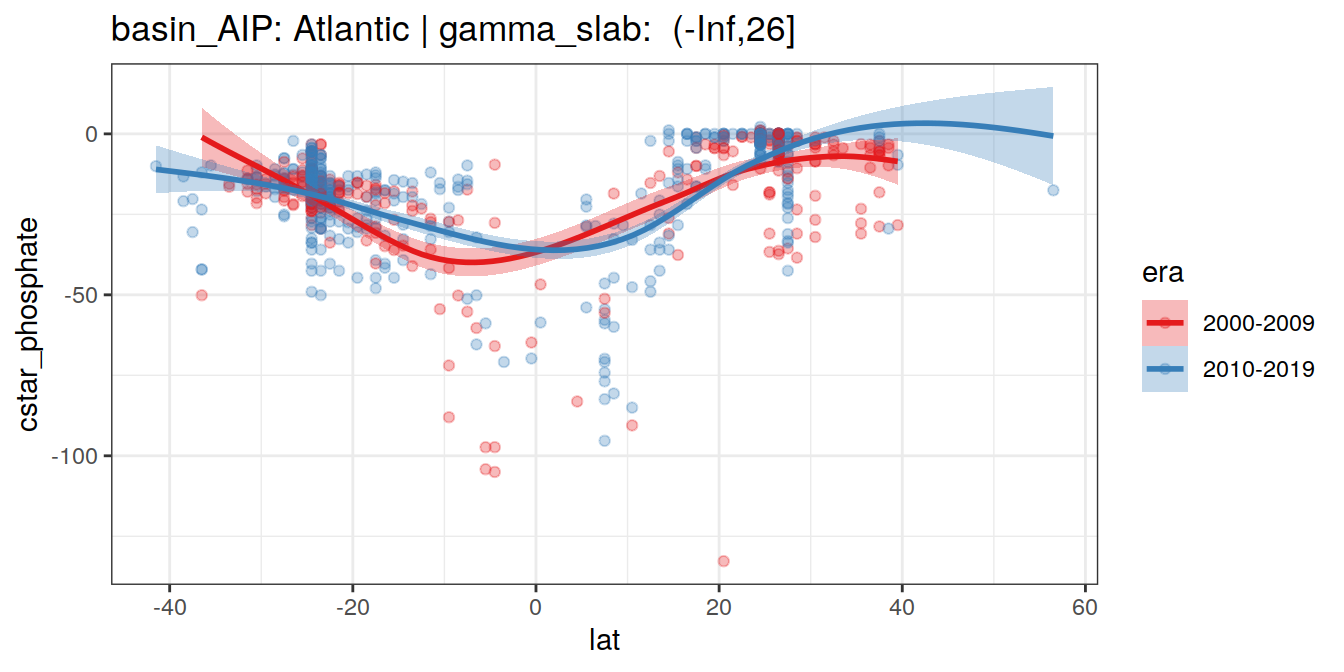 basin_AIP: Atlantic | gamma_slab:  (-Inf,26]
cstar_phosphate
0
-50
-100
-40
-20
0
20
40
60
lat
era
2000-2009
2010-2019